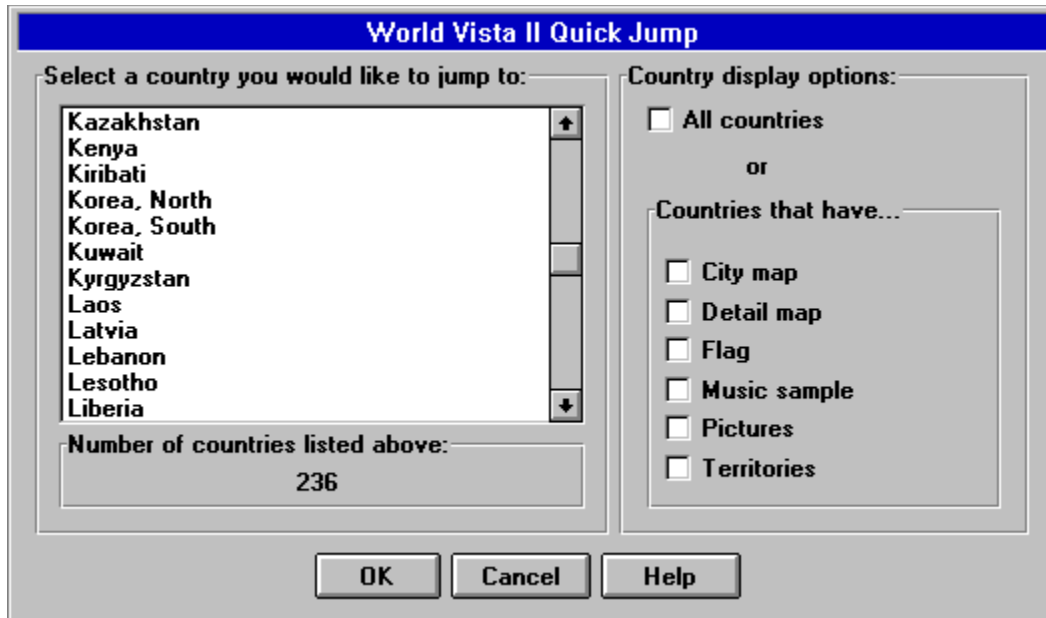 World Vista II Quick Jump
Select a country you would like to jump to:
Kazakhstan
Kenya
Kiribati
Korea, North
Korea, South
Kuwait
Kyrgyzstan
Laos
Latvia
Lebanon
Lesotho
Liberia
Number of countries listed above:
236
Country display options:
All countries
or
Countries that have...
City map
Detail map
Flag
Music sample
Pictures
Territories
OK
Cancel
Help